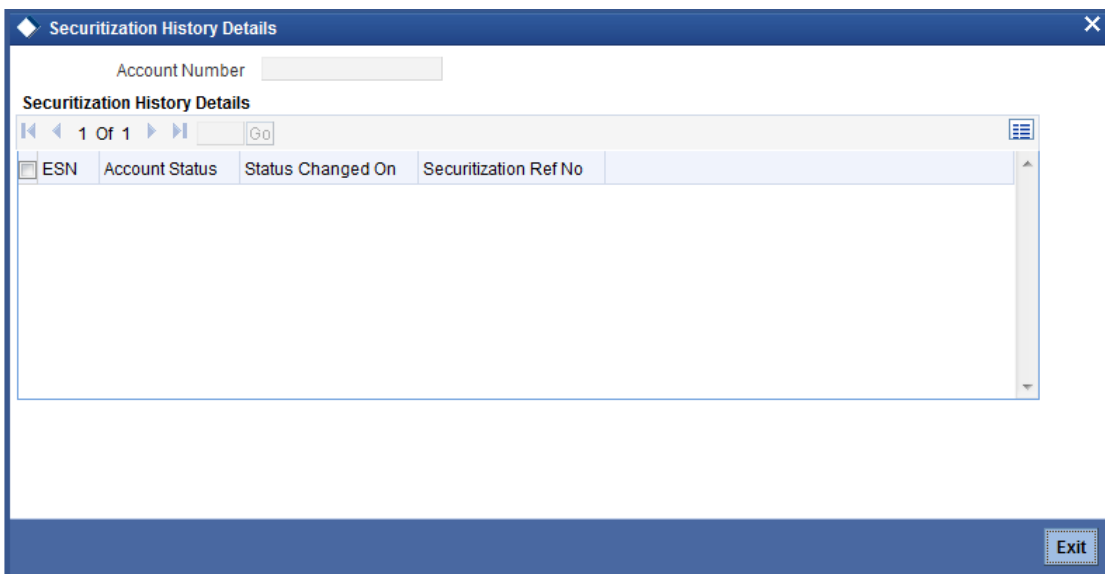 Securitization History Details
Account Number
Securitization History Details
1 Of 1 Go
ESN Account Status Status Changed On Securitization Ref No
Exit